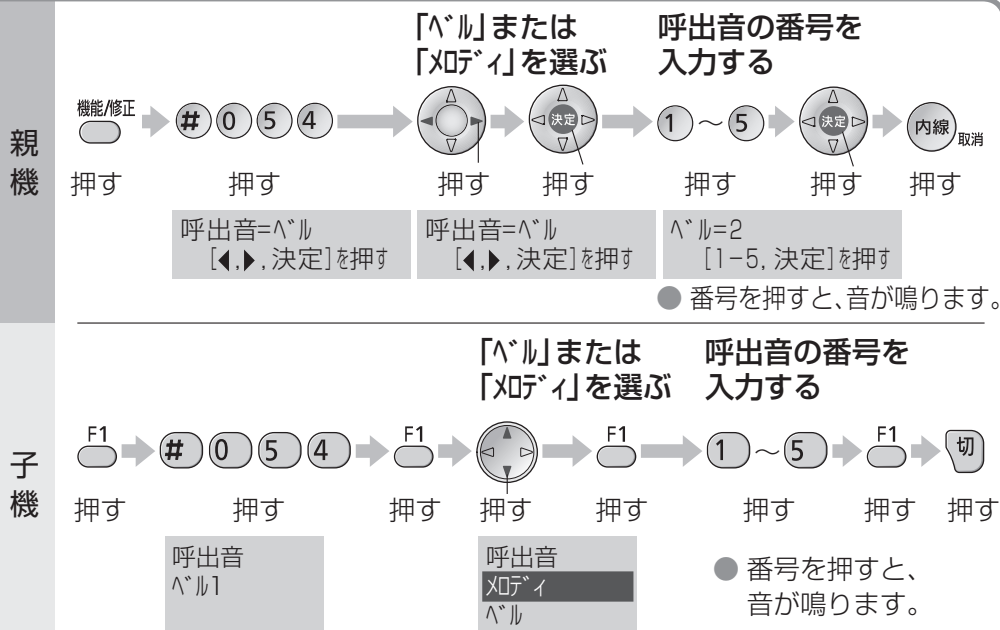 親機
「ﾍﾞﾙ」または
「ﾒﾛﾃﾞｨ」を選ぶ
呼出音の番号を
入力する
機能/修正
# 0 5 4
決定
1 ～ 5
決定
内線 取消
押す 押す 押す 押す 押す 押す 押す
呼出音=ﾍﾞﾙ
[◀,▶,決定]を押す
呼出音=ﾍﾞﾙ
[◀,▶,決定]を押す
ﾍﾞﾙ=2
[1-5,決定]を押す
● 番号を押すと、音が鳴ります。
子機
「ﾍﾞﾙ」または
「ﾒﾛﾃﾞｨ」を選ぶ
呼出音の番号を
入力する
F1
# 0 5 4
F1
F1
1 ～ 5
F1
切
押す 押す 押す 押す 押す 押す 押す 押す
呼出音
ﾍﾞﾙ1
呼出音
ﾒﾛﾃﾞｨ
ﾍﾞﾙ
● 番号を押すと、
音が鳴ります。